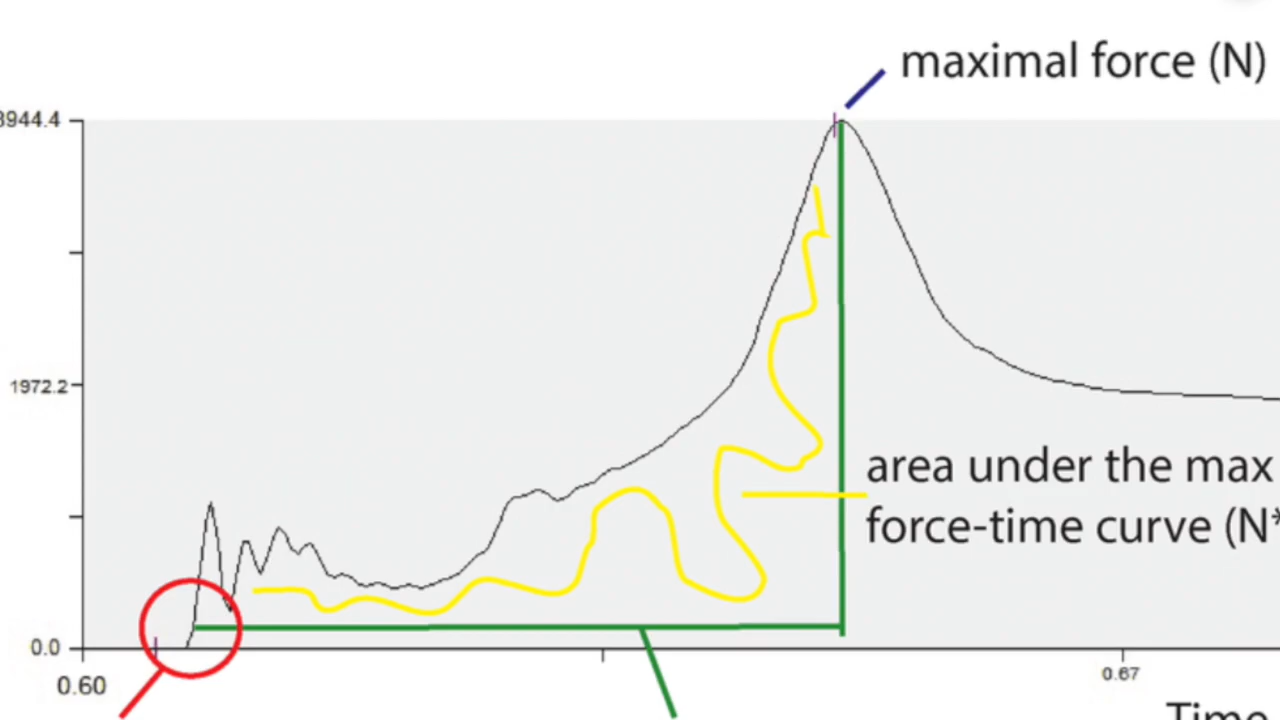 maximal force (N)
3944.4
1972.2
area under the max
force-time curve (N*
0.0
0.60
0.67
Time